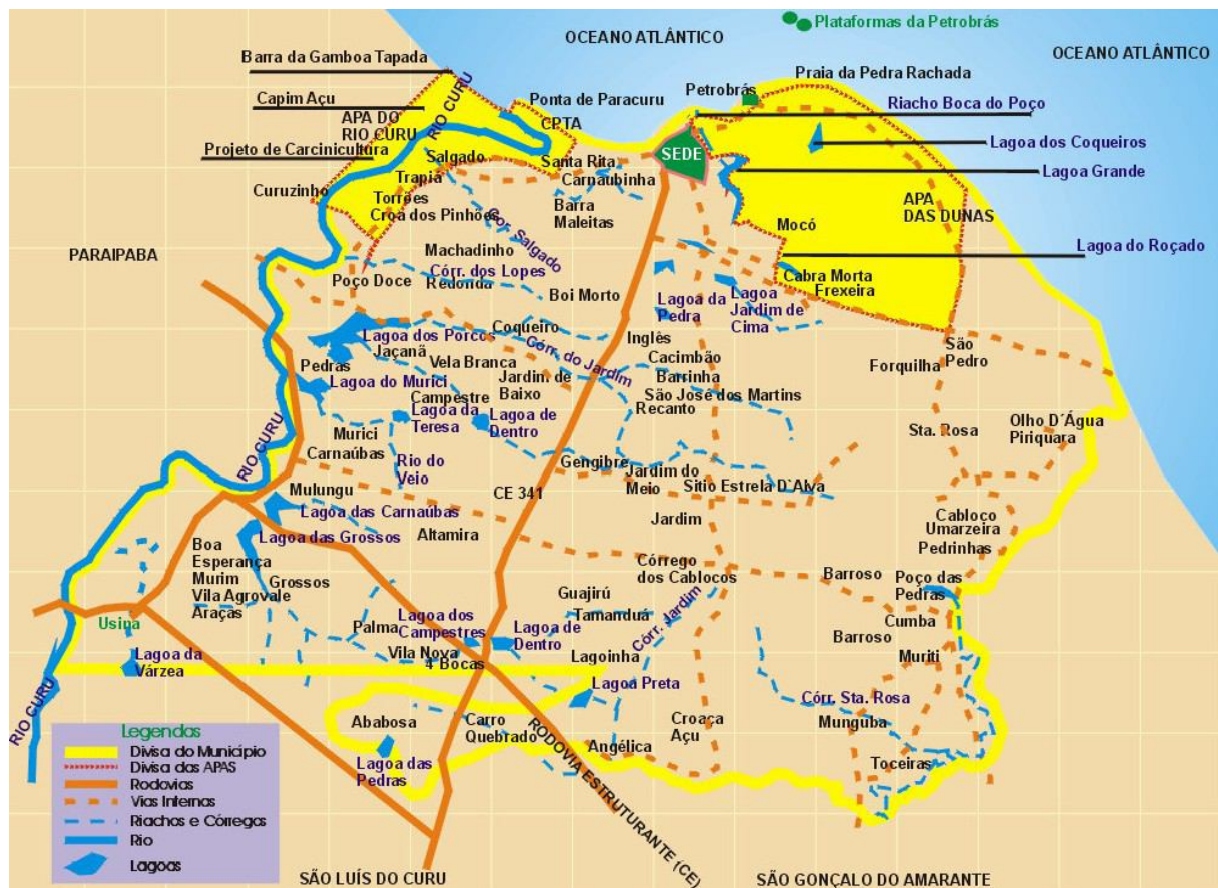 Plataformas da Petrobrás
OCEANO ATLÂNTICO
OCEANO ATLÂNTICO
Barra da Gamboa Tapada
Praia da Pedra Rachada
Petrobrás
Capim Açu
RIO CURU
Ponta de Paracuru
Riacho Boca do Poço
APA DO
RIO CURU
CPTA
Lagoa dos Coqueiros
Projeto de Carcinicultura
Salgado
Santa Rita
SEDE
Lagoa Grande
Trapia
Carnaubinha
Curuzinho
Torrões
Croa dos Pinhões
Barra
Maleitas
APA
DAS DUNAS
Cor. Salgado
Mocó
PARAIPABA
Machadinho
Lagoa do Roçado
Córr. dos Lopes
Redonda
Poço Doce
Cabra Morta
Frexeira
Boi Morto
Lagoa da
Pedra
Lagoa
Jardim de
Cima
Lagoa dos Porcos
Coqueiro
Inglês
São
Pedro
Jaçanã
Córr. do Jardim
Cacimbão
Forquilha
Pedras
Vela Branca
Barrinha
Lagoa do Murici
Jardim. de
Baixo
São José dos Martins
Campestre
Recanto
Lagoa da
Teresa
Lagoa de
Dentro
Olho D´Água
Piriquara
Sta. Rosa
Murici
Carnaúbas
RIO CURU
Rio do
Veio
Gengibre
Jardim do
Meio
Sitio Estrela D`Alva
Mulungu
CE 341
Lagoa das Carnaúbas
Jardim
Cabloço
Umarzeira
Lagoa das Grossos
Altamira
Pedrinhas
Boa
Esperança
Murim
Vila Agrovale
Araças
Grossos
Córrego
dos Cablocos
Barroso
Poço das
Pedras
Guajirú
Tamanduá
Usina
Palma
Lagoa dos
Campestres
Lagoa de
Dentro
Córr. Jardim
Cumba
Barroso
Vila Nova
4 Bocas
Lagoinha
Muriti
Lagoa da
Várzea
Lagoa Preta
Córr. Sta. Rosa
RIO CURU
Ababosa
Carro
Quebrado
Croaça
Açu
Munguba
Angélica
Lagoa das
Pedras
Toceiras
RODOVIA ESTRUTURANTE (CE)
Legendas
Divisa do Município
Divisa das APAS
Rodovias
Vias Internas
Riachos e Córregos
Rio
Lagoas
SÃO LUÍS DO CURU
SÃO GONÇALO DO AMARANTE